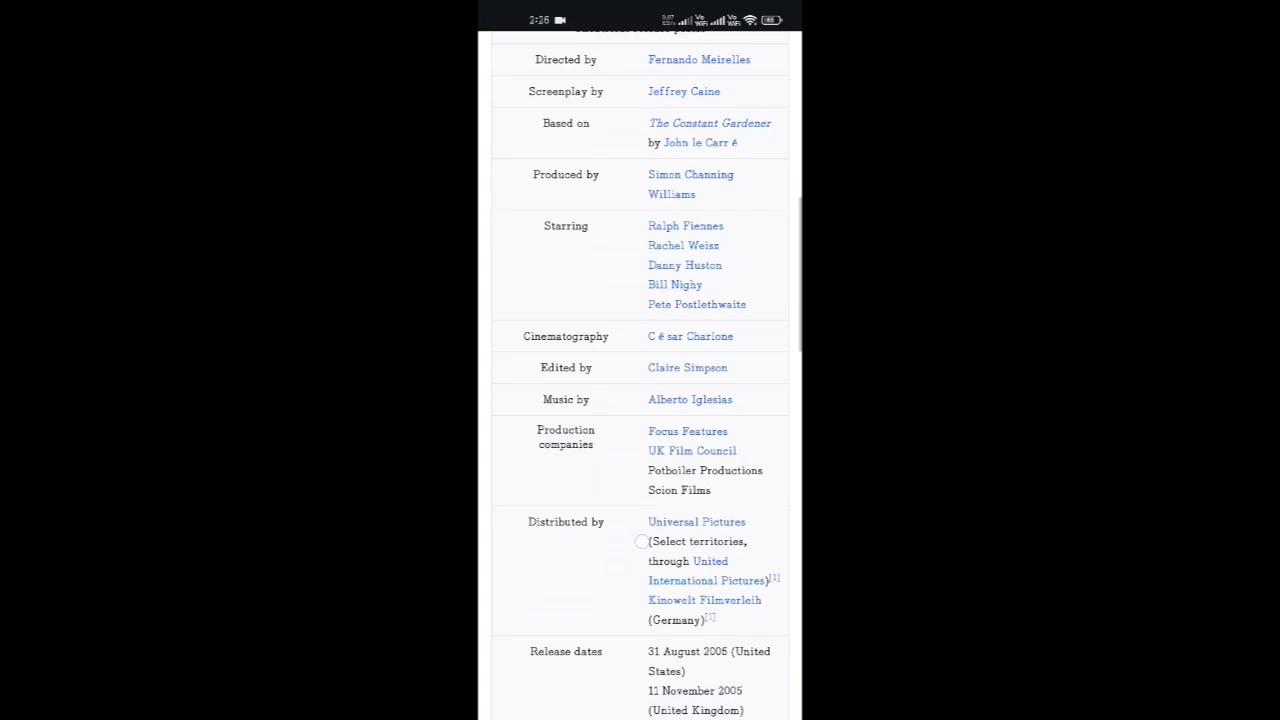 2:26
Directed by Fernando Meirelles
Screenplay by Jeffrey Caine
Based on The Constant Gardener
by John le Carr é
Produced by Simon Channing
Williams
Starring Ralph Fiennes
Rachel Weisz
Danny Huston
Bill Nighy
Pete Postlethwaite
Cinematography C é sar Charlone
Edited by Claire Simpson
Music by Alberto Iglesias
Production
companies
Focus Features
UK Film Council
Potboiler Productions
Scion Films
Distributed by Universal Pictures
(Select territories,
through United
International Pictures)[1]
Kinowelt Filmverleih
(Germany)[1]
Release dates 31 August 2005 (United
States)
11 November 2005
(United Kingdom)